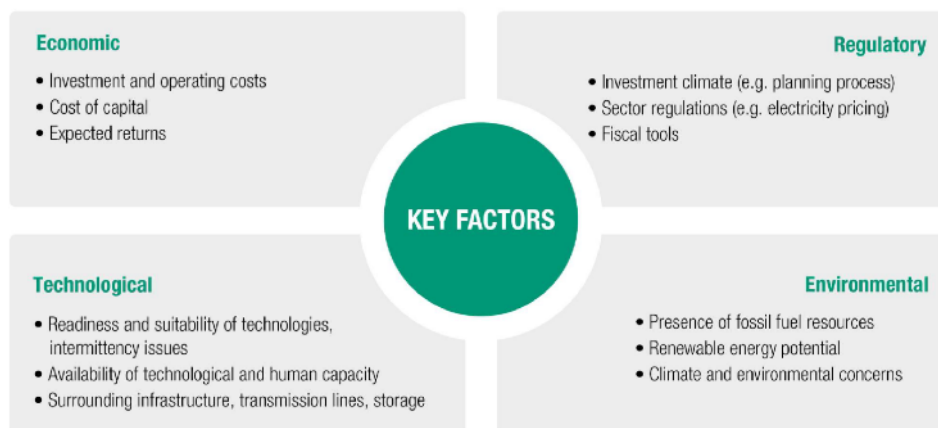 Economic
• Investment and operating costs
• Cost of capital
• Expected returns
Regulatory
• Investment climate (e.g. planning process)
• Sector regulations (e.g. electricity pricing)
• Fiscal tools
KEY FACTORS
Technological
• Readiness and suitability of technologies,
intermittency issues
• Availability of technological and human capacity
• Surrounding infrastructure, transmission lines, storage
Environmental
• Presence of fossil fuel resources
• Renewable energy potential
• Climate and environmental concerns